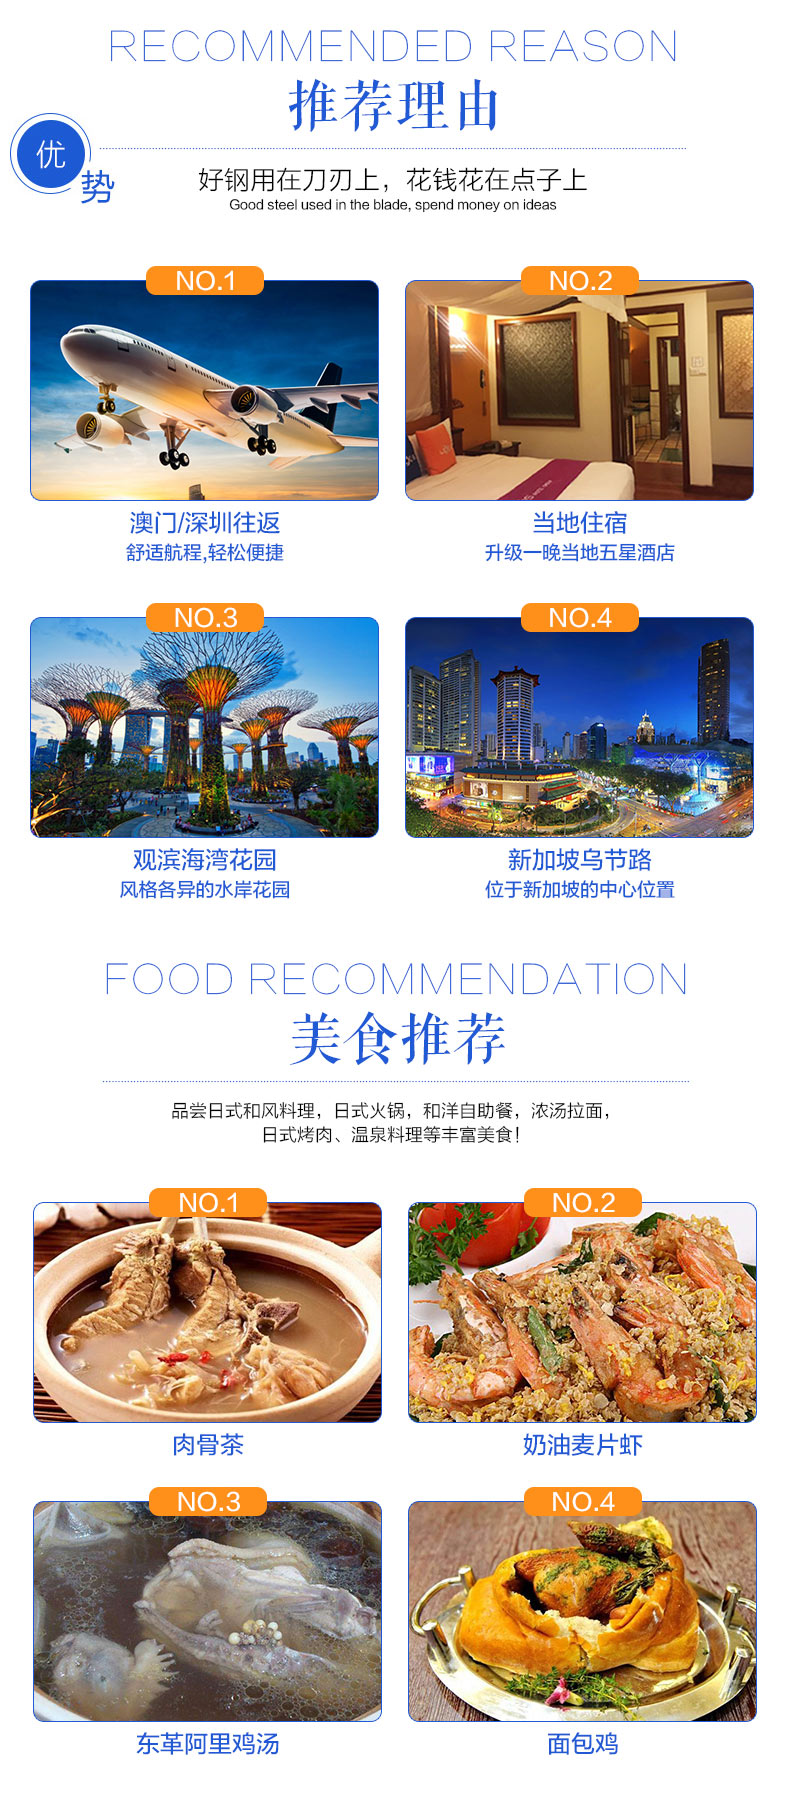 RECOMMENDED REASON
推荐理由
优
势
好钢用在刀刃上，花钱花在点子上
Good steel used in the blade, spend money on ideas
NO.1
NO.2
澳门/深圳往返
舒适航程,轻松便捷
当地住宿
升级一晚当地五星酒店
NO.3
NO.4
观滨海湾花园
风格各异的水岸花园
新加坡乌节路
位于新加坡的中心位置
FOOD RECOMMENDATION
美食推荐
品尝日式和风料理，日式火锅，和洋自助餐，浓汤拉面，
日式烤肉、温泉料理等丰富美食！
NO.1
NO.2
肉骨茶
奶油麦片虾
NO.3
NO.4
东革阿里鸡汤
面包鸡